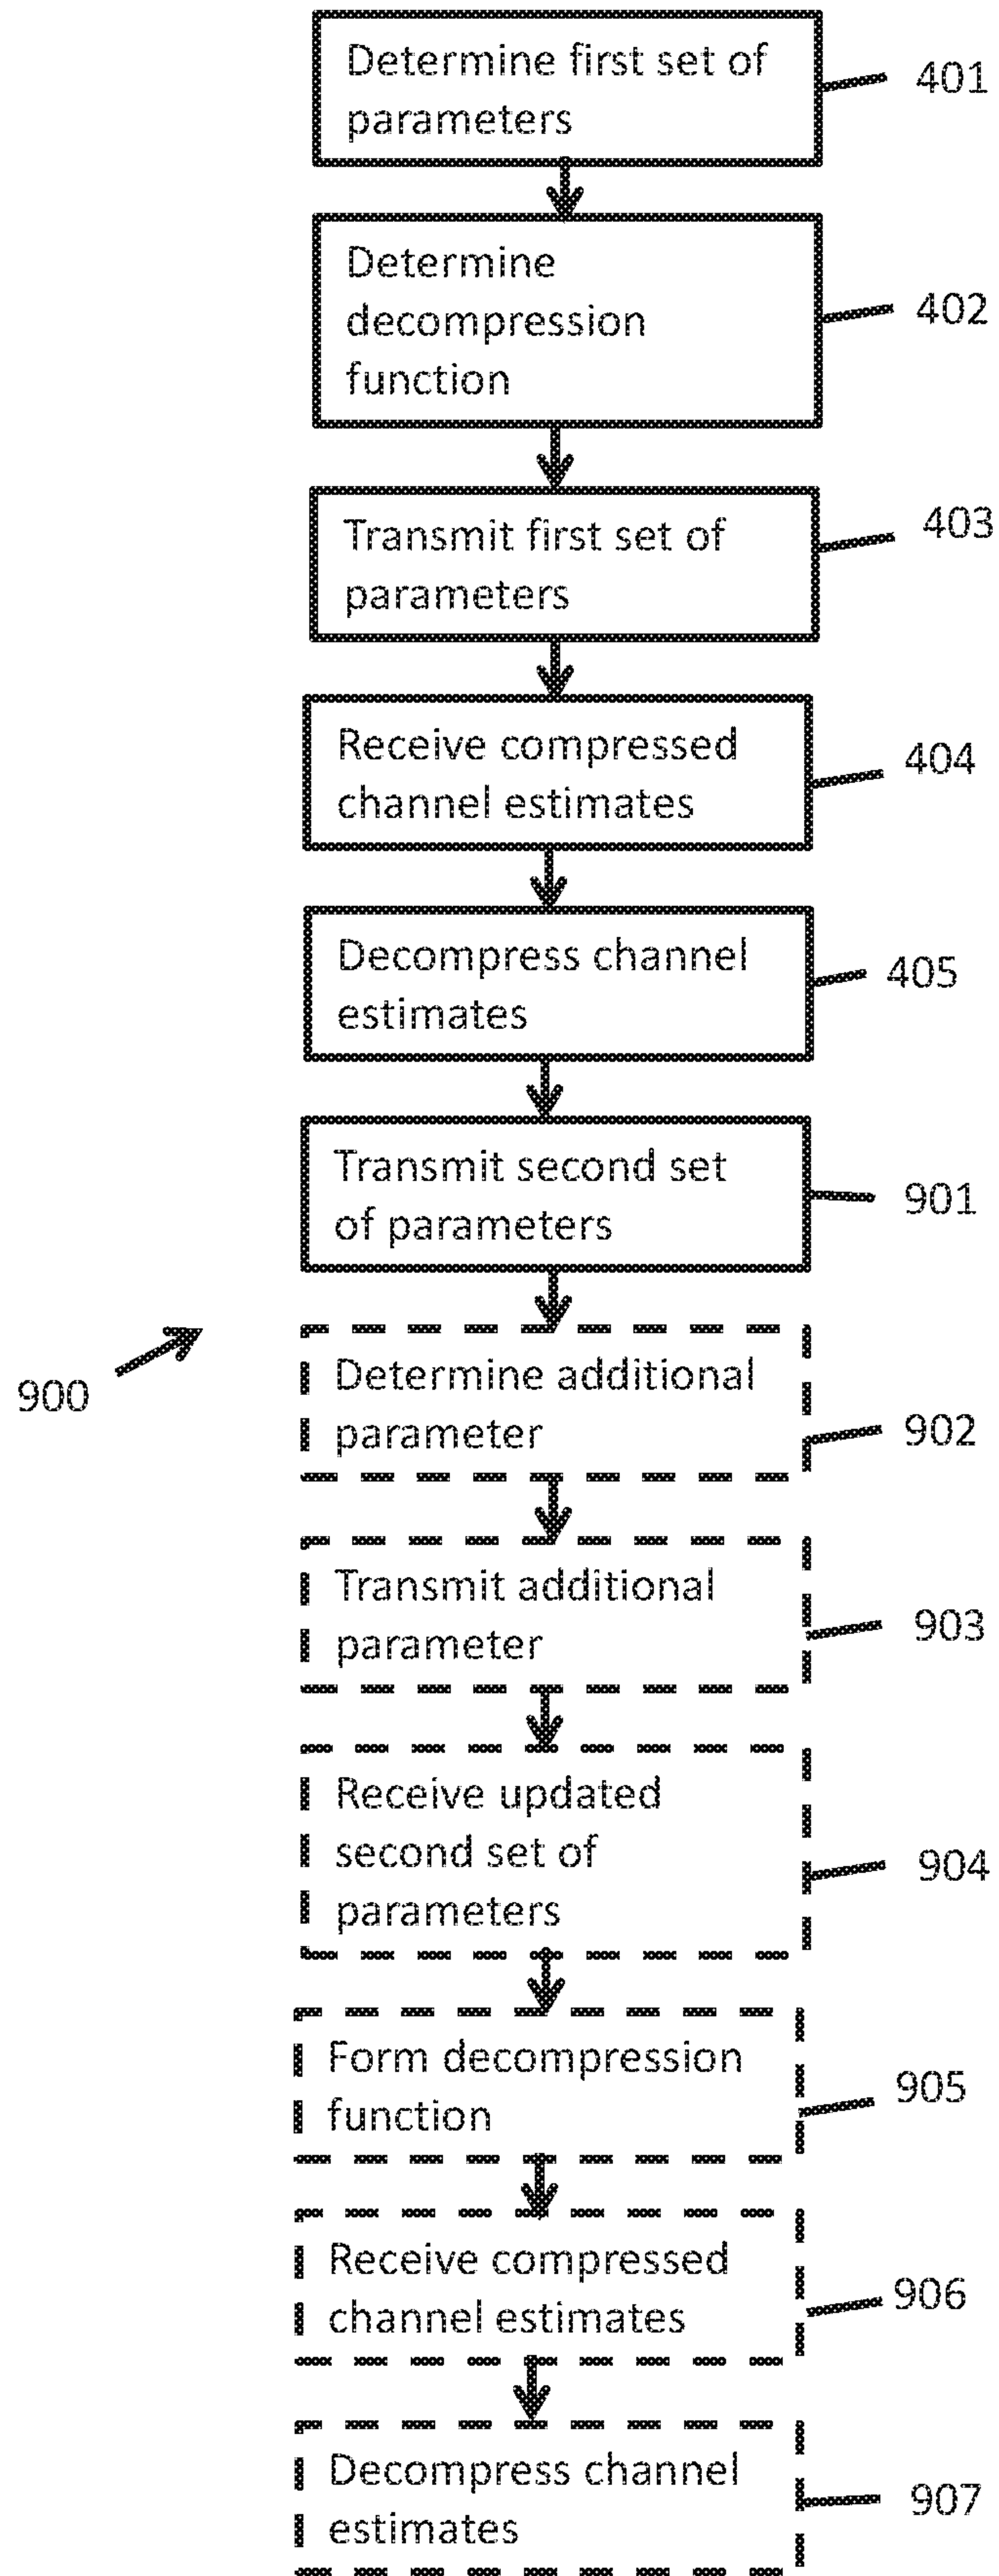 Determine first set of
parameters
401
Determine
decompression
function
402
Transmit first set of
parameters
403
Receive compressed
channel estimates
404
Decompress channel
estimates
405
Transmit second set
of parameters
901
900
Determine additional
parameter
902
Transmit additional
parameter
903
Receive updated
second set of
parameters
904
Form decompression
function
905
Receive compressed
channel estimates
906
Decompress channel
estimates
907